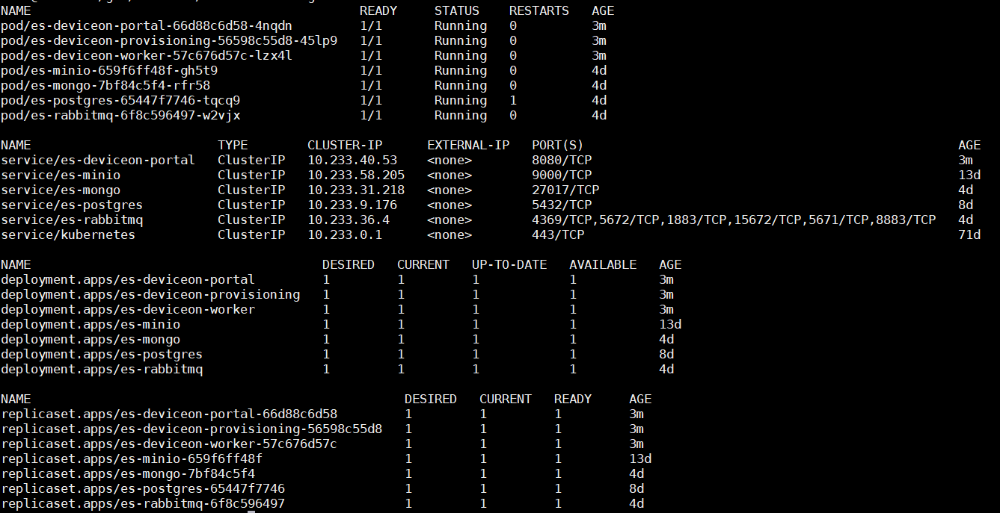 NAME READY STATUS RESTARTS AGE
pod/es-deviceon-portal-66d88c6d58-4nqdn 1/1 Running 0 3m
pod/es-deviceon-provisioning-56598c55d8-45lp9 1/1 Running 0 3m
pod/es-deviceon-worker-57c676d57c-lzx4l 1/1 Running 0 3m
pod/es-minio-659f6ff48f-gh5t9 1/1 Running 0 4d
pod/es-mongo-7bf84c5f4-rfr58 1/1 Running 0 4d
pod/es-postgres-65447f7746-tqcq9 1/1 Running 1 4d
pod/es-rabbitmq-6f8c596497-w2vjx 1/1 Running 0 4d
NAME TYPE CLUSTER-IP EXTERNAL-IP PORT(S) AGE
service/es-deviceon-portal ClusterIP 10.233.40.53 <none> 8080/TCP 3m
service/es-minio ClusterIP 10.233.58.205 <none> 9000/TCP 13d
service/es-mongo ClusterIP 10.233.31.218 <none> 27017/TCP 4d
service/es-postgres ClusterIP 10.233.9.176 <none> 5432/TCP 8d
service/es-rabbitmq ClusterIP 10.233.36.4 <none> 4369/TCP,5672/TCP,1883/TCP,15672/TCP,5671/TCP,8883/TCP 4d
service/kubernetes ClusterIP 10.233.0.1 <none> 443/TCP 71d
NAME DESIRED CURRENT UP-TO-DATE AVAILABLE AGE
deployment.apps/es-deviceon-portal 1 1 1 1 3m
deployment.apps/es-deviceon-provisioning 1 1 1 1 3m
deployment.apps/es-deviceon-worker 1 1 1 1 3m
deployment.apps/es-minio 1 1 1 1 13d
deployment.apps/es-mongo 1 1 1 1 4d
deployment.apps/es-postgres 1 1 1 1 8d
deployment.apps/es-rabbitmq 1 1 1 1 4d
NAME DESIRED CURRENT READY AGE
replicaset.apps/es-deviceon-portal-66d88c6d58 1 1 1 3m
replicaset.apps/es-deviceon-provisioning-56598c55d8 1 1 1 3m
replicaset.apps/es-deviceon-worker-57c676d57c 1 1 1 3m
replicaset.apps/es-minio-659f6ff48f 1 1 1 13d
replicaset.apps/es-mongo-7bf84c5f4 1 1 1 4d
replicaset.apps/es-postgres-65447f7746 1 1 1 8d
replicaset.apps/es-rabbitmq-6f8c596497 1 1 1 4d